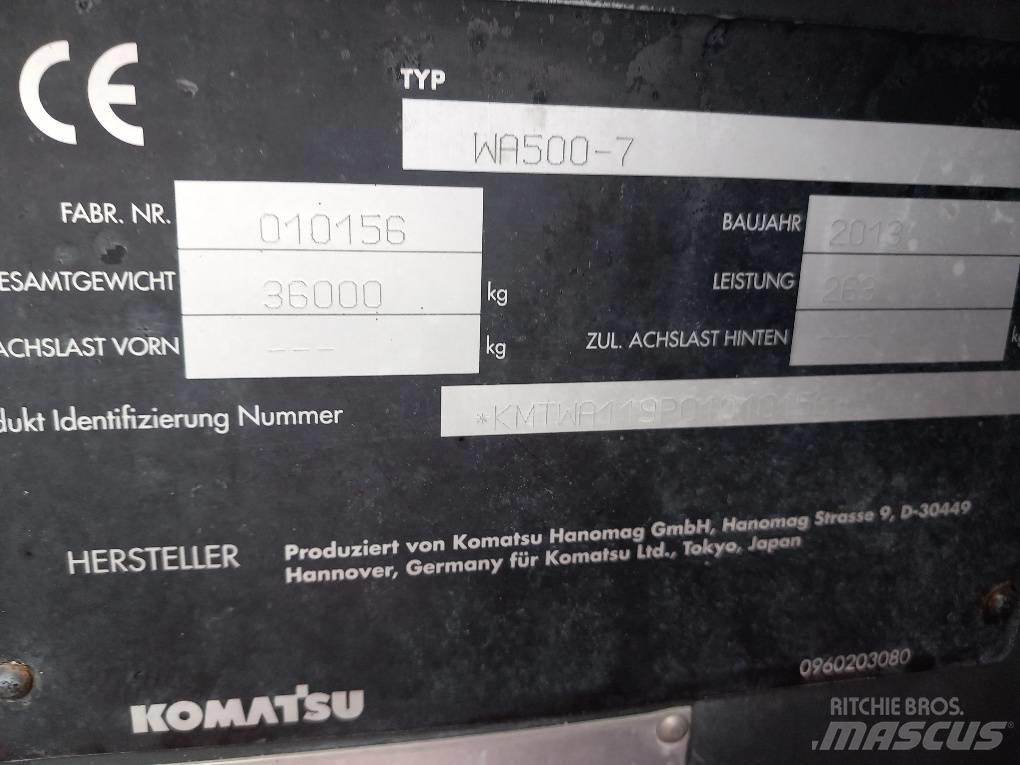 CE
TYP WA500-7
FABR. NR. 010156 BAUJAHR 2013
ESAMTGEWICHT 36000 kg LEISTUNG 263
ACHSLAST VORN --- kg ZUL. ACHSLAST HINTEN --- k
dukt Identifizierung Nummer
HERSTELLER Produziert von Komatsu Hanomag GmbH, Hanomag Strasse 9, D-30449
Hannover, Germany für Komatsu Ltd., Tokyo, Japan
0960203080
KOMATSU
RITCHIE BROS.
MASCUS